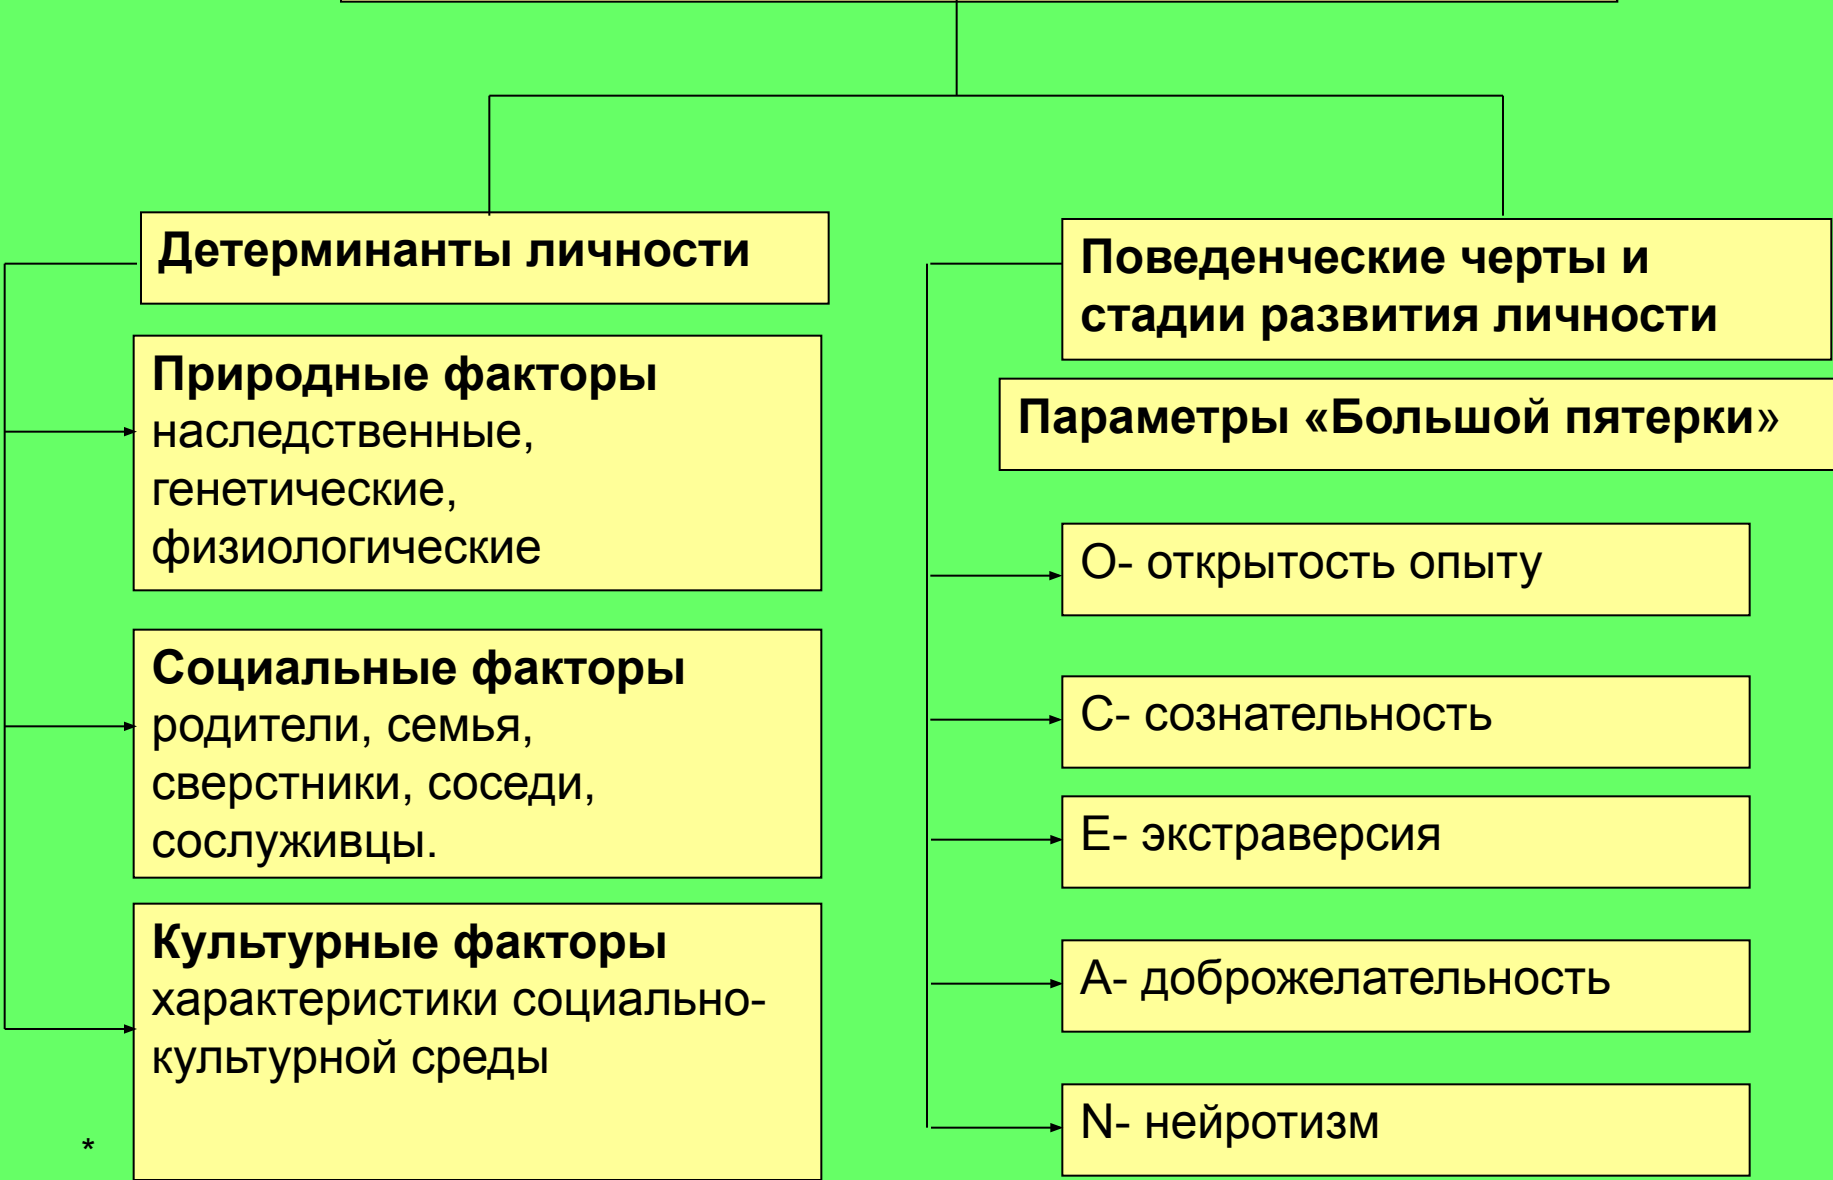 Детерминанты личности
Природные факторы
наследственные,
генетические,
физиологические
Социальные факторы
родители, семья,
сверстники, соседи,
сослуживцы.
Культурные факторы
характеристики социально-
культурной среды
*
Поведенческие черты и
стадии развития личности
Параметры «Большой пятерки»
О- открытость опыту
С- сознательность
Е- экстраверсия
А- доброжелательность
N- нейротизм